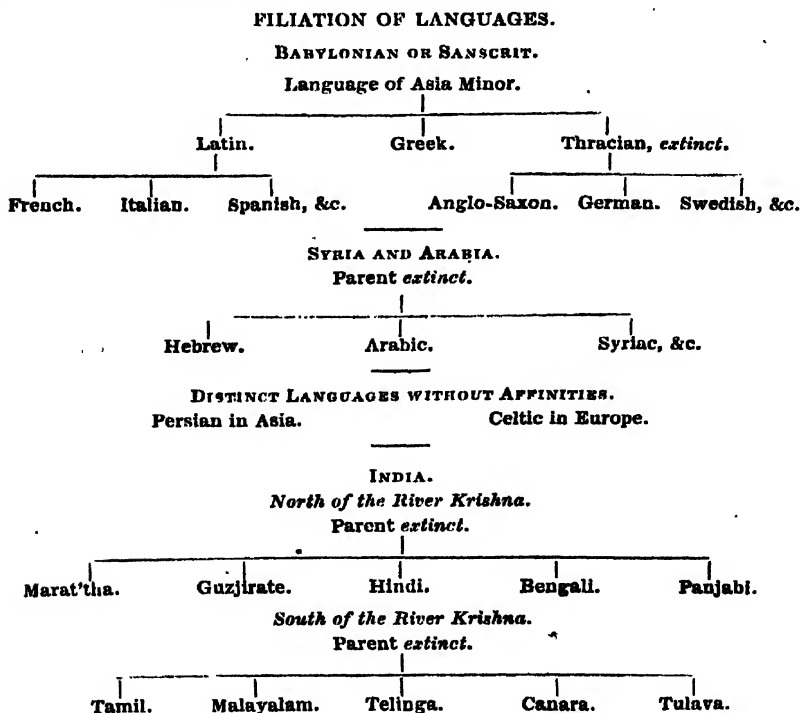 FILIATION OF LANGUAGES.
BABYLONIAN OR SANSCRIT.
Language of Asia Minor.
Latin. Greek. Thracian, extinct.
French. Italian. Spanish, &c. Anglo-Saxon. German. Swedish, &c.
SYRIA AND ARABIA.
Parent extinct.
Hebrew. Arabic. Syriac, &c.
DISTINCT LANGUAGES WITHOUT AFFINITIES.
Persian in Asia. Celtic in Europe.
INDIA.
North of the River Krishna.
Parent extinct.
Marat'tha. Guzjirate. Hindi. Bengali. Panjabi.
South of the River Krishna.
Parent extinct.
Tamil. Malayalam. Telinga. Canara. Tulava.